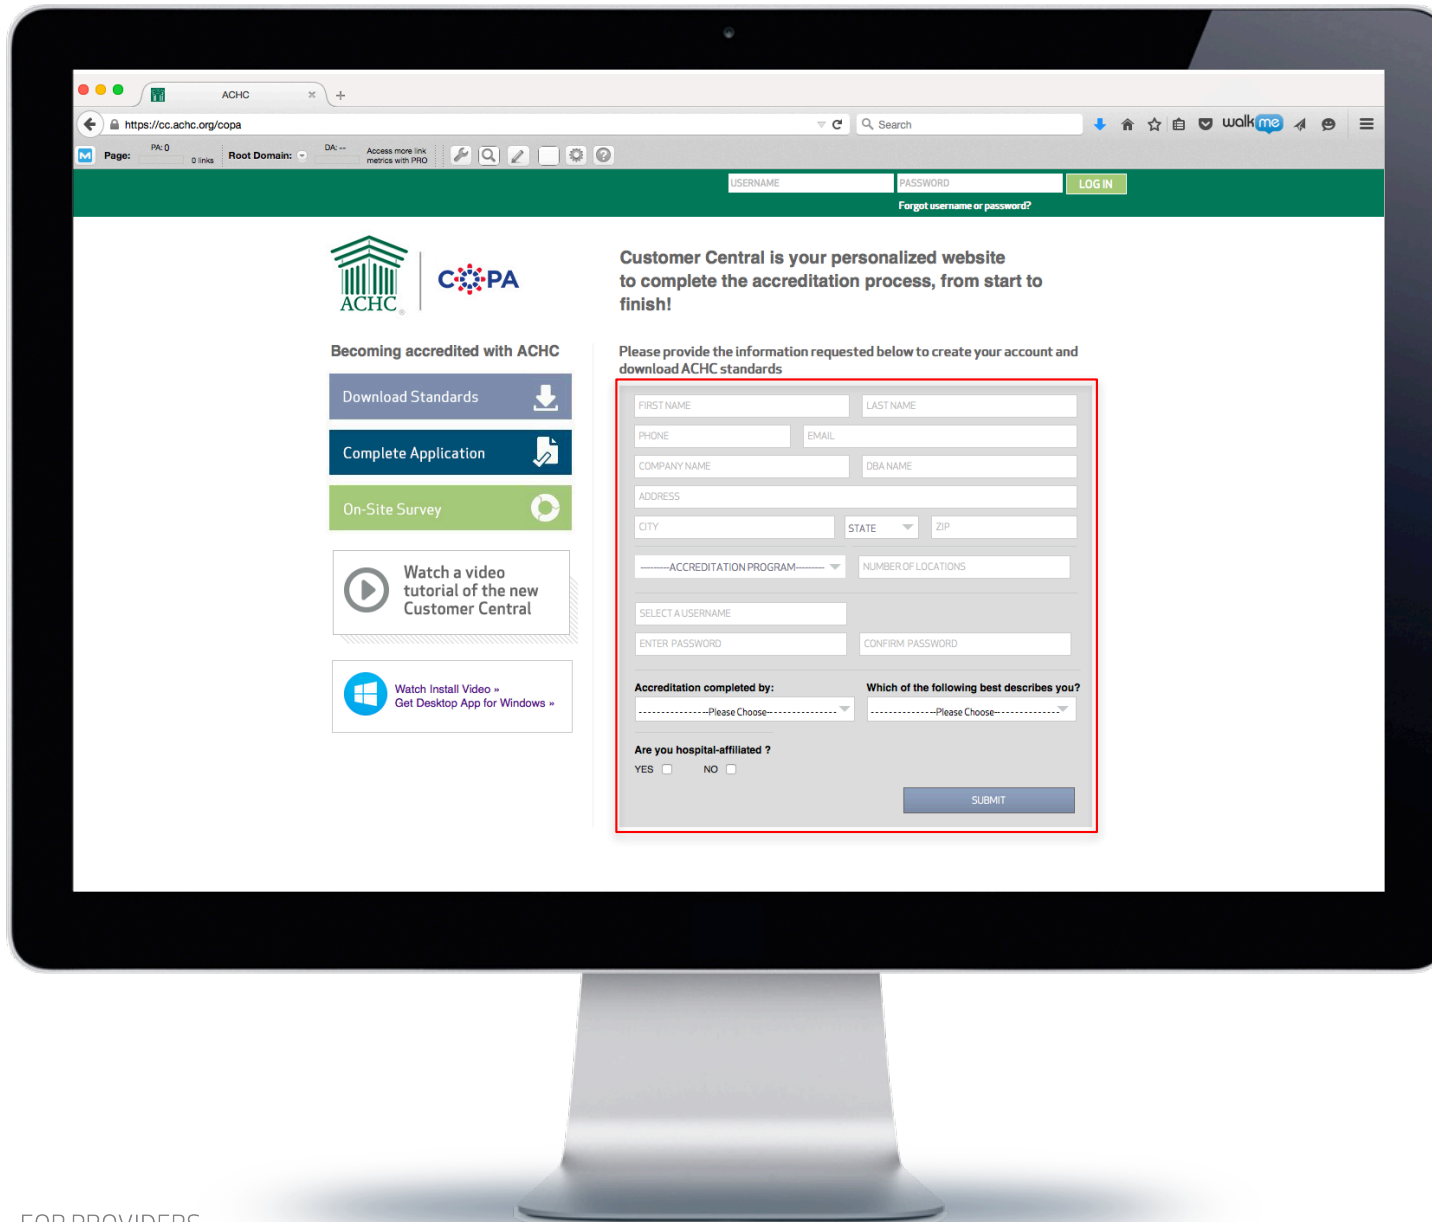 ACHC
https://cc.achc.org/copa
Search
walkme
M
Page:
PA: 0
0 links
Root Domain:
DA: --
Access more link
metrics with PRO
USERNAME
PASSWORD
LOG IN
Forgot username or password?
ACHC
COPA
Customer Central is your personalized website
to complete the accreditation process, from start to
finish!
Becoming accredited with ACHC
Download Standards
Complete Application
On-Site Survey
Watch a video
tutorial of the new
Customer Central
Watch Install Video »
Get Desktop App for Windows »
Please provide the information requested below to create your account and
download ACHC standards
FIRST NAME
LAST NAME
PHONE
EMAIL
COMPANY NAME
DBA NAME
ADDRESS
CITY
STATE
ZIP
---------ACCREDITATION PROGRAM---------
NUMBER OF LOCATIONS
SELECT A USERNAME
ENTER PASSWORD
CONFIRM PASSWORD
Accreditation completed by:
Which of the following best describes you?
----------------Please Choose----------------
---------------Please Choose---------------
Are you hospital-affiliated ?
YES
NO
SUBMIT
FOR PROVIDERS